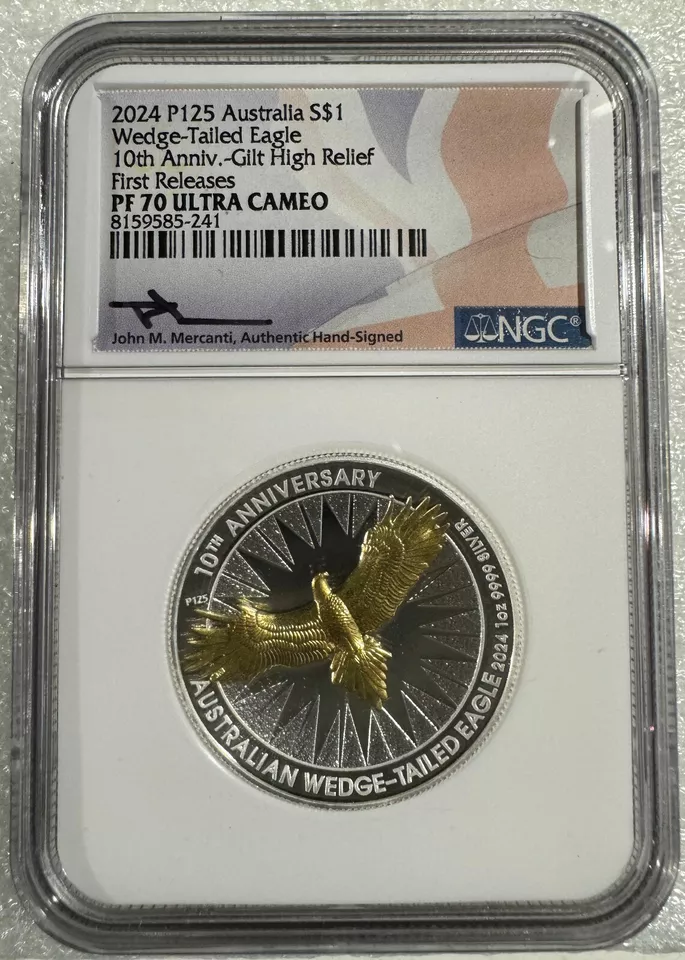 2024 P125 Australia S$1
Wedge-Tailed Eagle
10th Anniv.-Gilt High Relief
First Releases
PF 70 ULTRA CAMEO
8159585-241
John M. Mercanti, Authentic Hand-Signed
NGC®
10TH ANNIVERSARY
P125
AUSTRALIAN WEDGE-TAILED EAGLE 2024 1oz 9999 SILVER